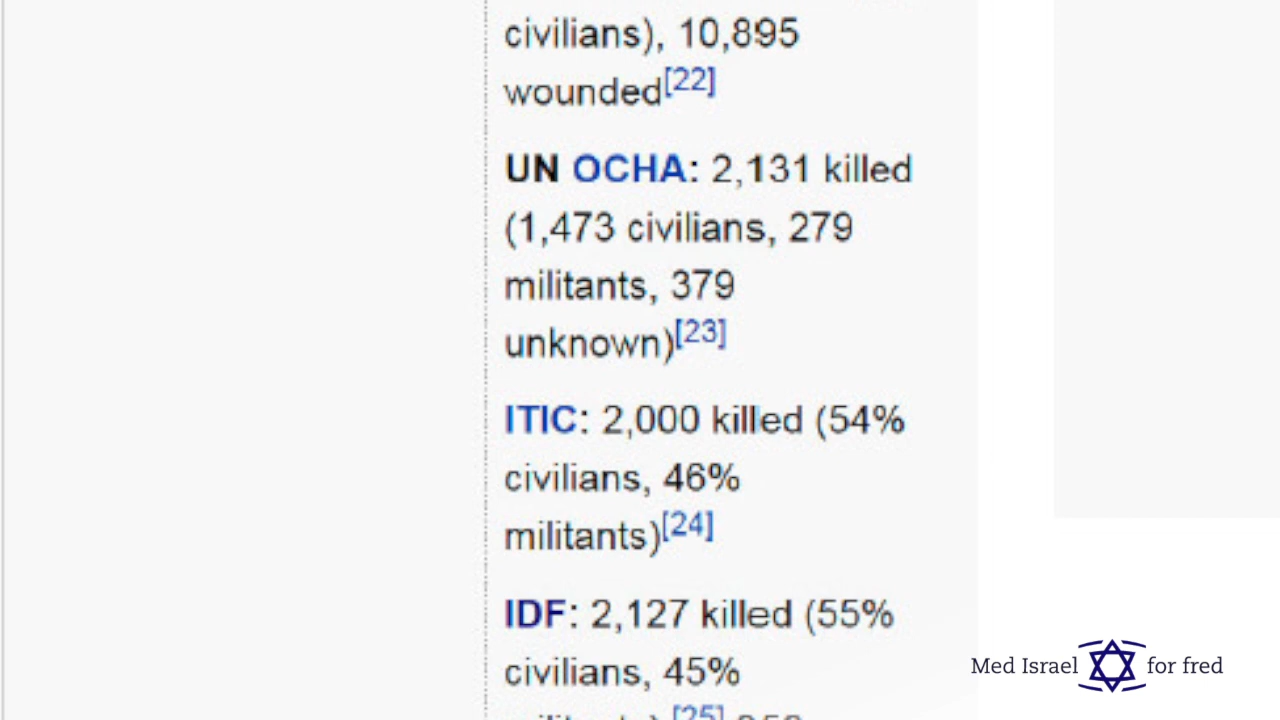 civilians), 10,895
wounded[22]
UN OCHA: 2,131 killed
(1,473 civilians, 279
militants, 379
unknown)[23]
ITIC: 2,000 killed (54%
civilians, 46%
militants)[24]
IDF: 2,127 killed (55%
civilians, 45%
[25]
Med Israel for fred